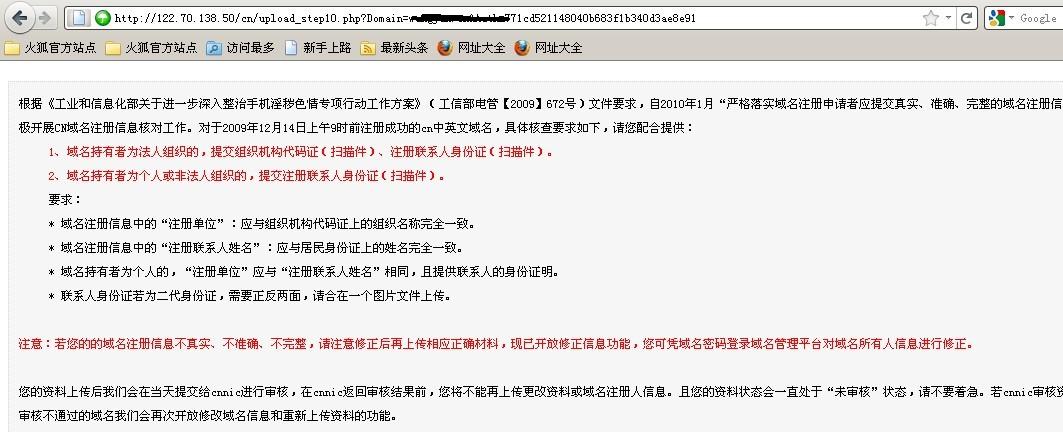 http://122.70.138.50/cn/upload_step10.php?Domain= 771cd521148040b683f1b340d3ae8e91
Google
火狐官方站点 火狐官方站点 访问最多 新手上路 最新头条 网址大全 网址大全
根据《工业和信息化部关于进一步深入整治手机淫秽色情专项行动工作方案》（工信部电管【2009】672号）文件要求，自2010年1月“严格落实域名注册申请者应提交真实、准确、完整的域名注册信
极开展CN域名注册信息核对工作。对于2009年12月14日上午9时前注册成功的cn中英文域名，具体核查要求如下，请您配合提供：
1、域名持有者为法人组织的，提交组织机构代码证（扫描件）、注册联系人身份证（扫描件）。
2、域名持有者为个人或非法人组织的，提交注册联系人身份证（扫描件）。
要求：
* 域名注册信息中的“注册单位”：应与组织机构代码证上的组织名称完全一致。
* 域名注册信息中的“注册联系人姓名”：应与居民身份证上的姓名完全一致。
* 域名持有者为个人的，“注册单位”应与“注册联系人姓名”相同，且提供联系人的身份证明。
* 联系人身份证若为二代身份证，需要正反两面，请合在一个图片文件上传。
注意：若您的的域名注册信息不真实、不准确、不完整，请注意修正后再上传相应正确材料，现已开放修正信息功能，您可凭域名密码登录域名管理平台对域名所有人信息进行修正。
您的资料上传后我们会在当天提交给cnnic进行审核，在cnnic返回审核结果前，您将不能再上传更改资料或域名注册人信息。且您的资料状态会一直处于“未审核”状态，请不要着急。若cnnic审核资
审核不通过的域名我们会再次开放修改域名信息和重新上传资料的功能。